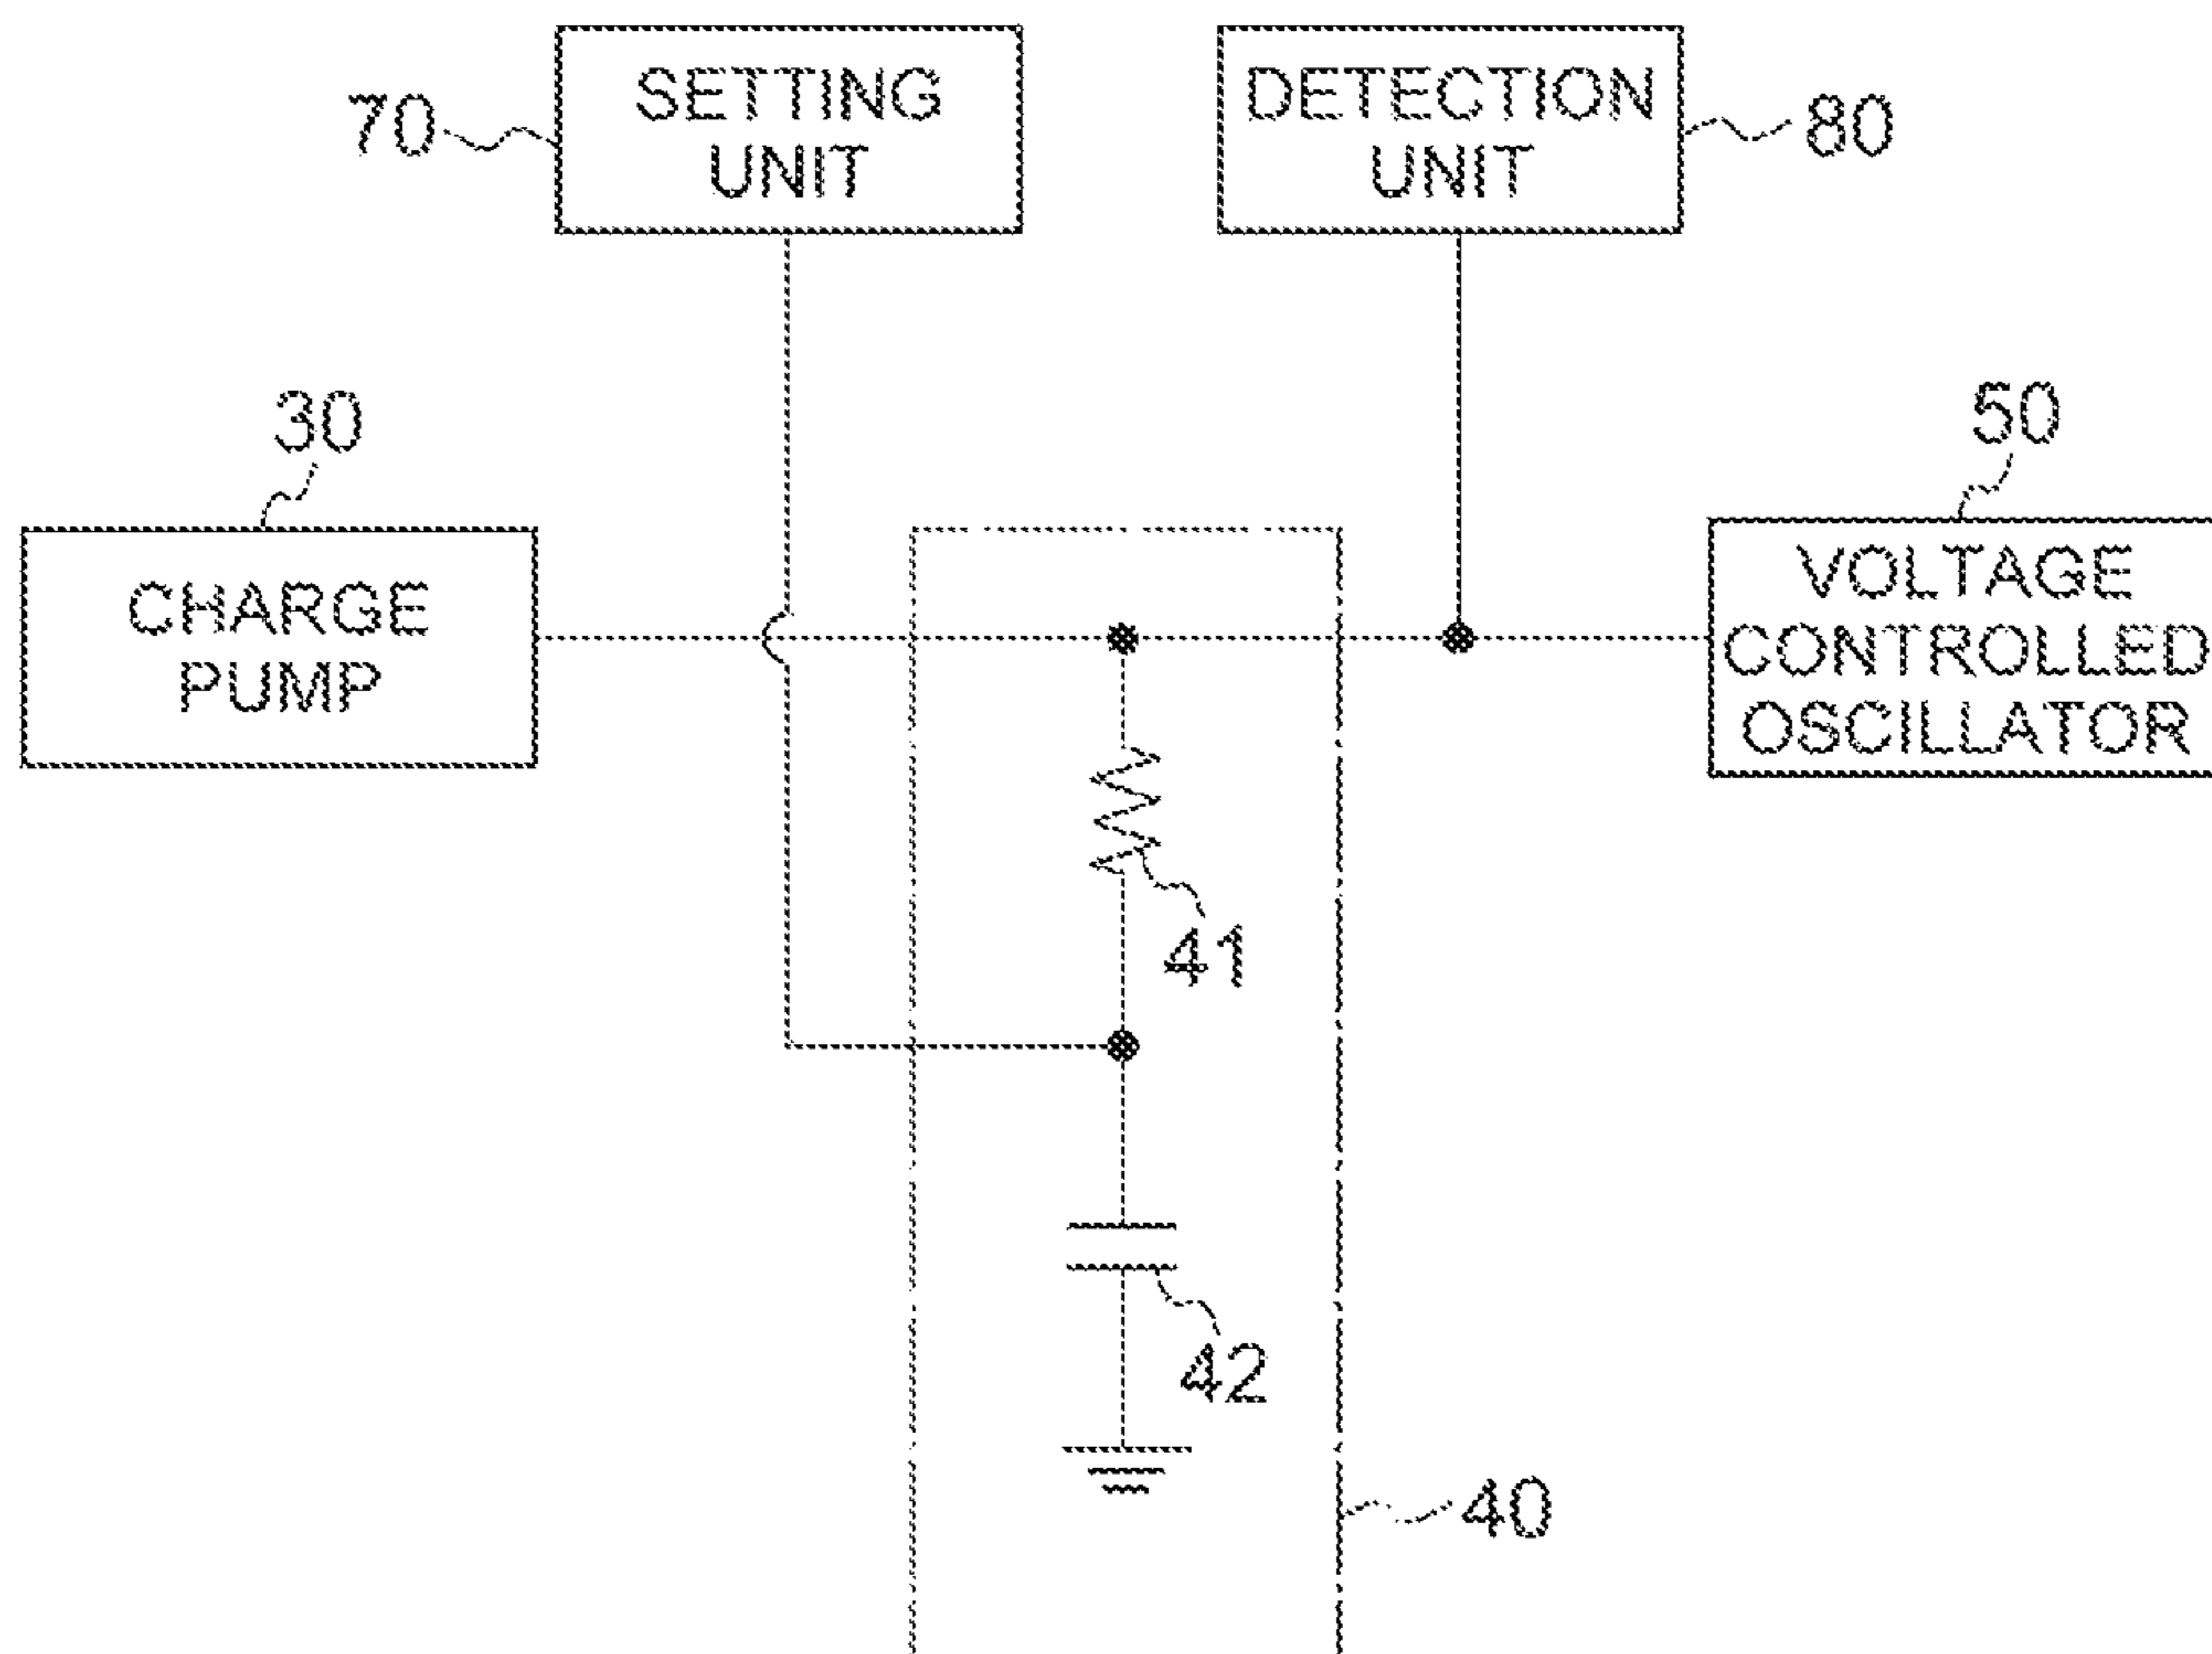 70
SETTING
UNIT
DETECTION
UNIT
80
30
50
CHARGE
PUMP
VOLTAGE
CONTROLLED
OSCILLATOR
41
42
40